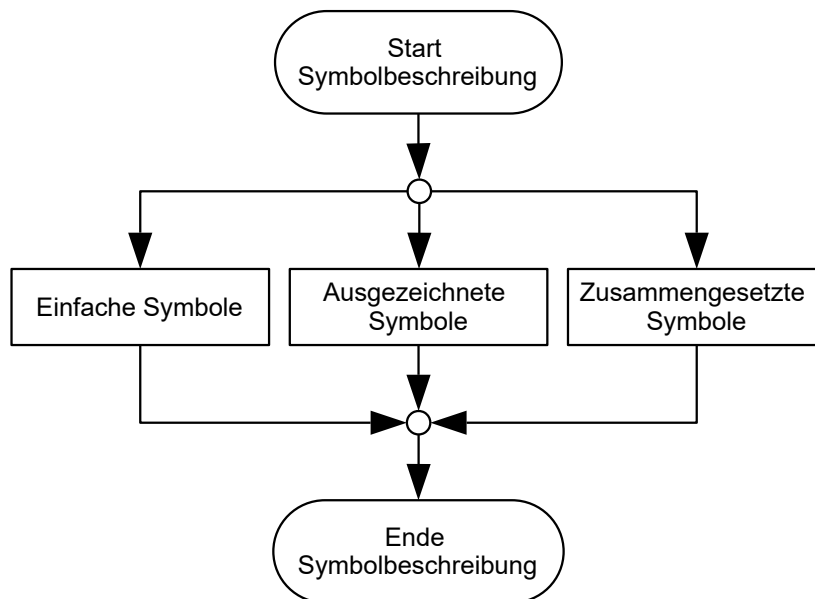 Start
Symbolbeschreibung
Einfache Symbole
Ausgezeichnete
Symbole
Zusammengesetzte
Symbole
Ende
Symbolbeschreibung